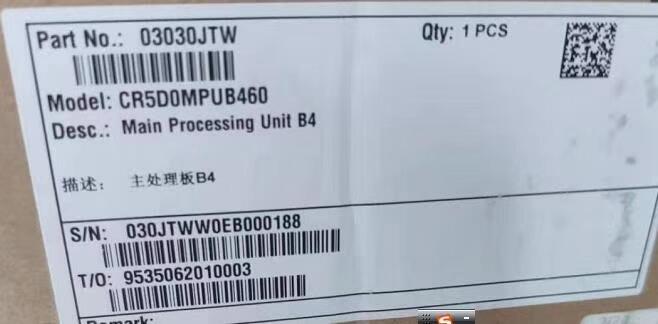 Part No.: 03030JTW
Qty: 1 PCS
Model: CR5D0MPUB460
Desc.: Main Processing Unit B4
描述: 主处理板B4
S/N: 030JTWW0EB000188
T/O: 9535062010003
Remark: